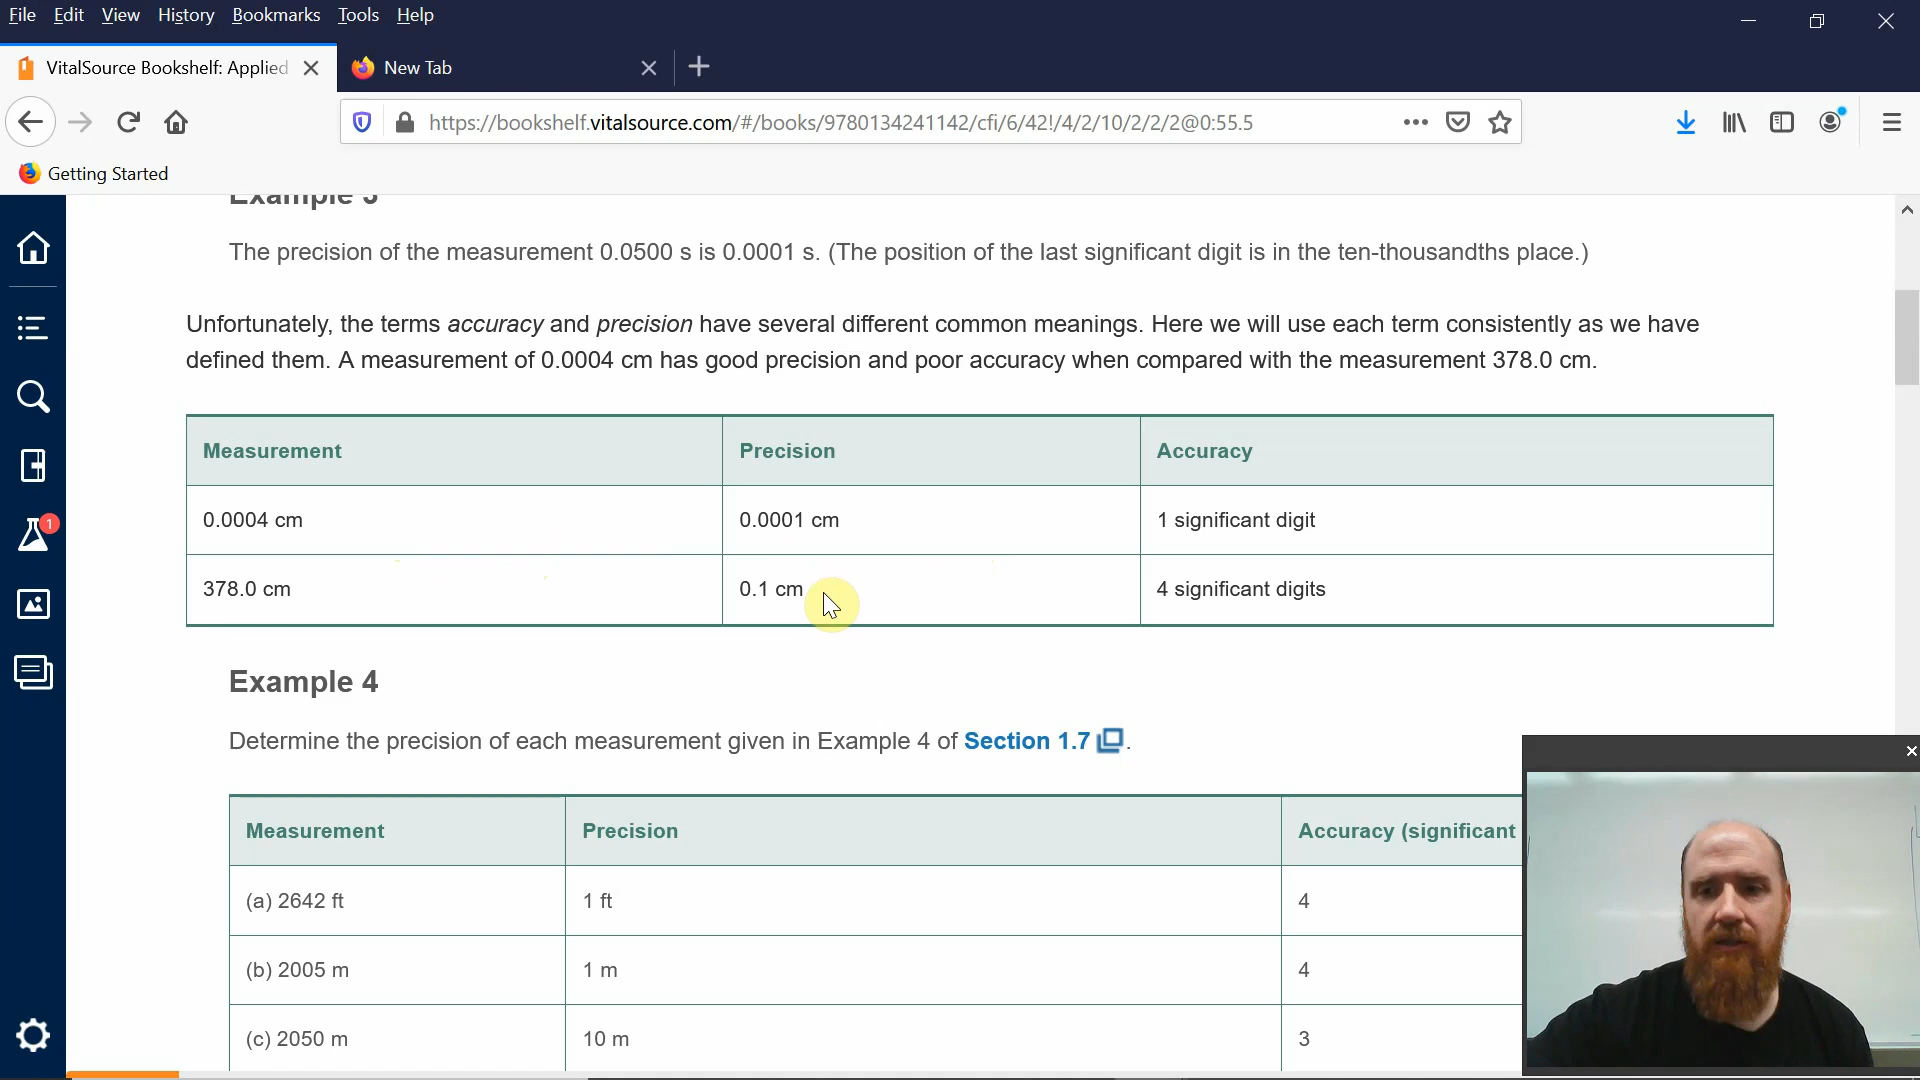 File Edit View History Bookmarks Tools Help
VitalSource Bookshelf: Applied
New Tab
https://bookshelf.vitalsource.com/#/books/9780134241142/cfi/6/42!/4/2/10/2/2/2@0:55.5
Getting Started
Example 3
The precision of the measurement 0.0500 s is 0.0001 s. (The position of the last significant digit is in the ten-thousandths place.)
Unfortunately, the terms accuracy and precision have several different common meanings. Here we will use each term consistently as we have
defined them. A measurement of 0.0004 cm has good precision and poor accuracy when compared with the measurement 378.0 cm.
Measurement Precision Accuracy
0.0004 cm 0.0001 cm 1 significant digit
1
378.0 cm 0.1 cm 4 significant digits
Example 4
Determine the precision of each measurement given in Example 4 of Section 1.7.
Measurement Precision Accuracy (significant
(a) 2642 ft 1 ft 4
(b) 2005 m 1 m 4
(c) 2050 m 10 m 3